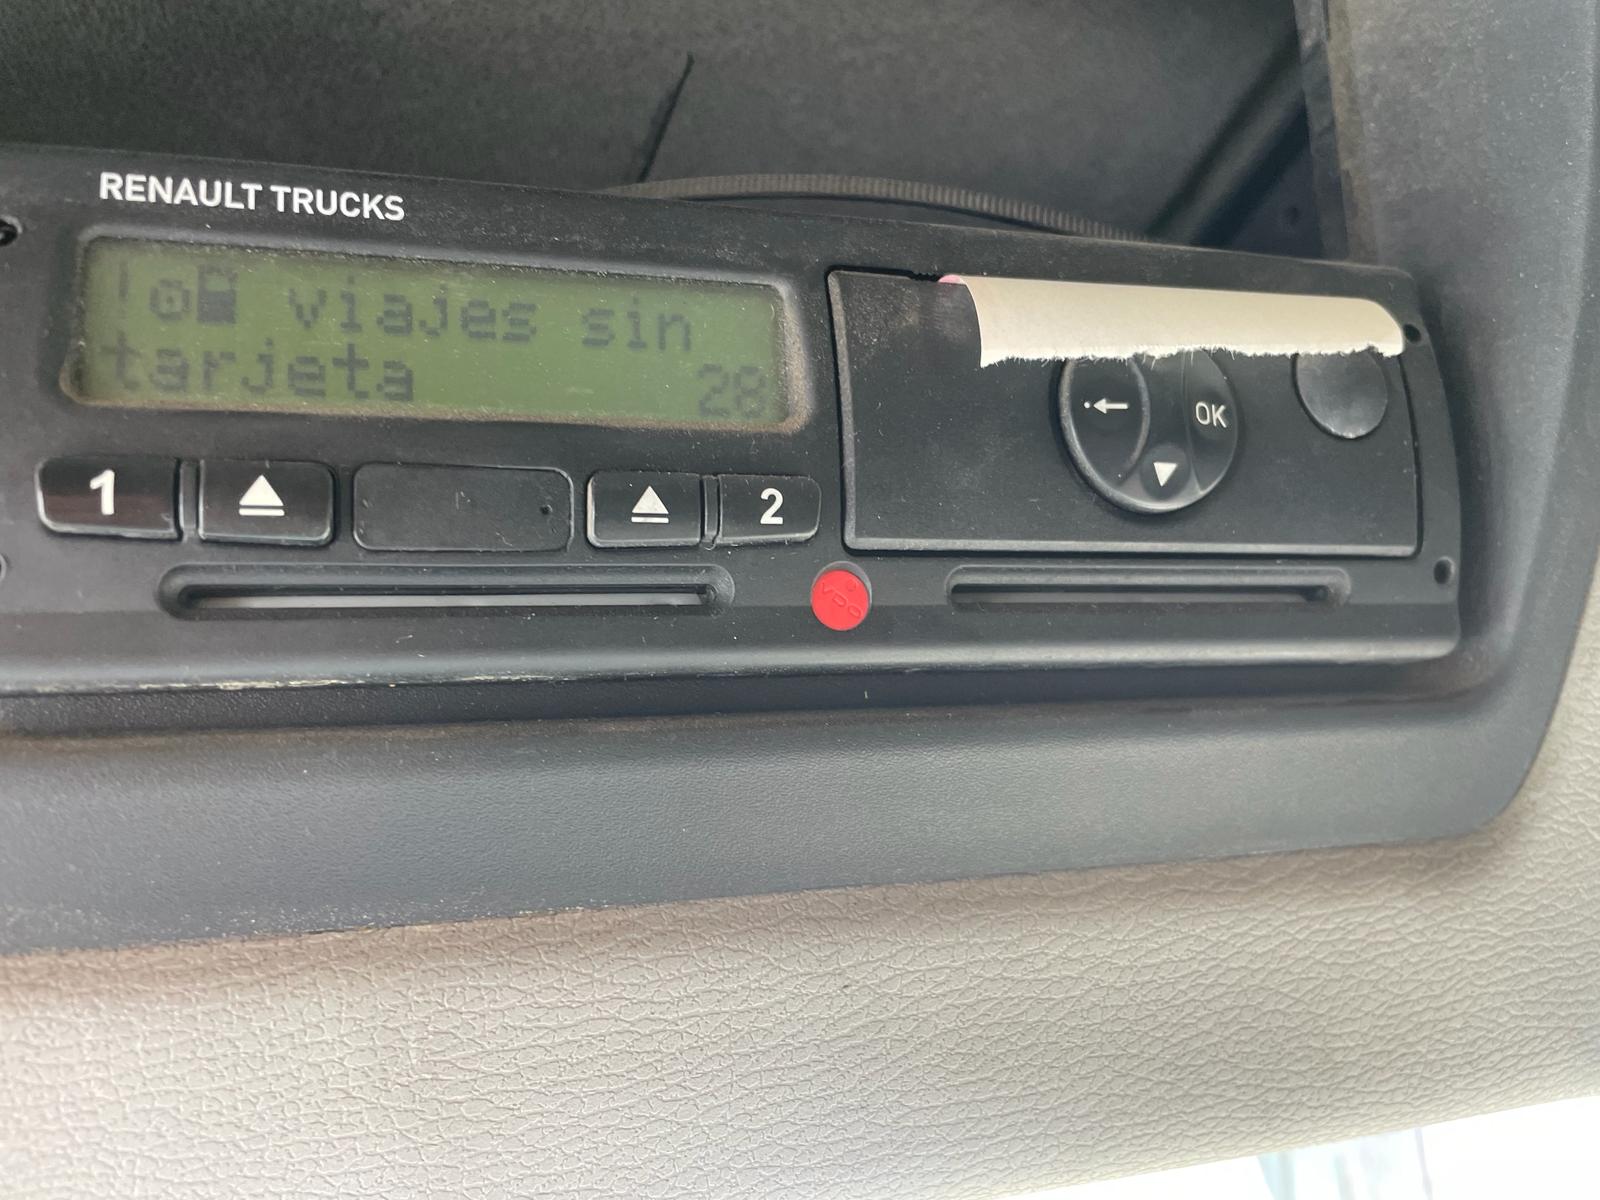 RENAULT TRUCKS
! viajes sin
tarjeta 28
1
2
OK
VDO